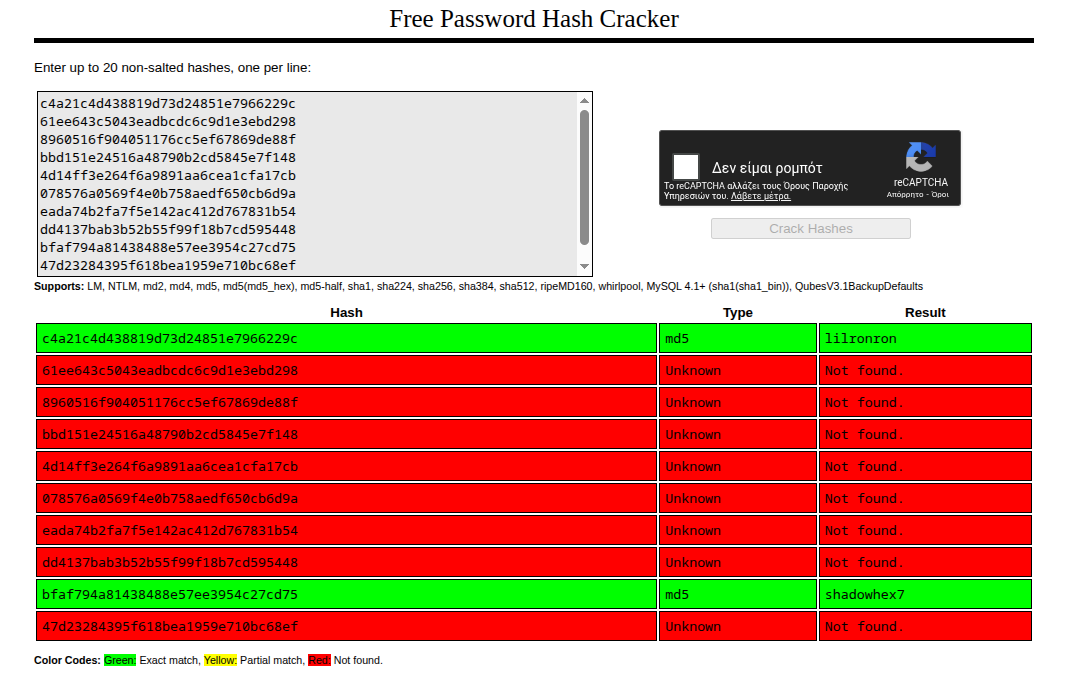 Free Password Hash Cracker
Enter up to 20 non-salted hashes, one per line:
c4a21c4d438819d73d24851e7966229c
61ee643c5043eadbcdc6c9d1e3ebd298
8960516f904051176cc5ef67869de88f
bbd151e24516a48790b2cd5845e7f148
4d14ff3e264f6a9891aa6cea1cfa17cb
078576a0569f4e0b758aedf650cb6d9a
eada74b2fa7f5e142ac412d767831b54
dd4137bab3b52b55f99f18b7cd595448
bfaf794a81438488e57ee3954c27cd75
47d23284395f618bea1959e710bc68ef
Δεν είμαι ρομπότ
reCAPTCHA
Απόρρητο - Όροι
Το reCAPTCHA αλλάζει τους Όρους Παροχής
Υπηρεσιών του. Λάβετε μέτρα.
Crack Hashes
Supports: LM, NTLM, md2, md4, md5, md5(md5_hex), md5-half, sha1, sha224, sha256, sha384, sha512, ripeMD160, whirlpool, MySQL 4.1+ (sha1(sha1_bin)), QubesV3.1BackupDefaults
Hash Type Result
c4a21c4d438819d73d24851e7966229c md5 lilronron
61ee643c5043eadbcdc6c9d1e3ebd298 Unknown Not found.
8960516f904051176cc5ef67869de88f Unknown Not found.
bbd151e24516a48790b2cd5845e7f148 Unknown Not found.
4d14ff3e264f6a9891aa6cea1cfa17cb Unknown Not found.
078576a0569f4e0b758aedf650cb6d9a Unknown Not found.
eada74b2fa7f5e142ac412d767831b54 Unknown Not found.
dd4137bab3b52b55f99f18b7cd595448 Unknown Not found.
bfaf794a81438488e57ee3954c27cd75 md5 shadowhex7
47d23284395f618bea1959e710bc68ef Unknown Not found.
Color Codes: Green: Exact match, Yellow: Partial match, Red: Not found.